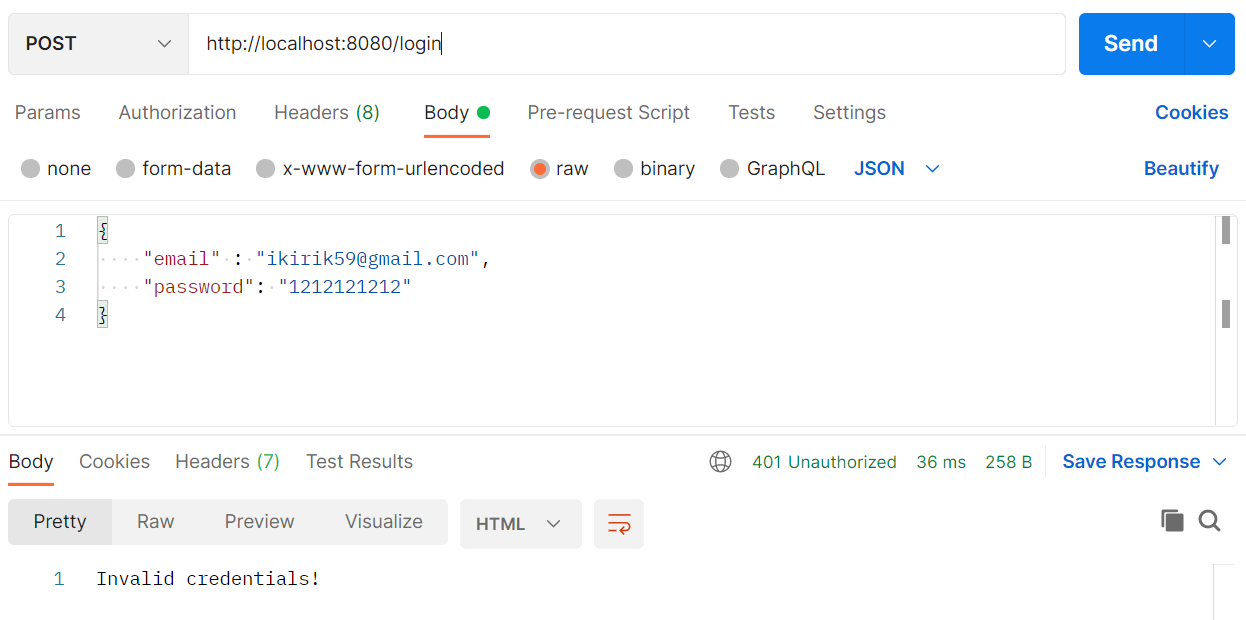 POST http://localhost:8080/login Send
Params Authorization Headers (8) Body Pre-request Script Tests Settings Cookies
none form-data x-www-form-urlencoded raw binary GraphQL JSON Beautify
1 {
2 "email" : "ikirik59@gmail.com",
3 "password": "1212121212"
4 }
Body Cookies Headers (7) Test Results 401 Unauthorized 36 ms 258 B Save Response
Pretty Raw Preview Visualize HTML
1 Invalid credentials!